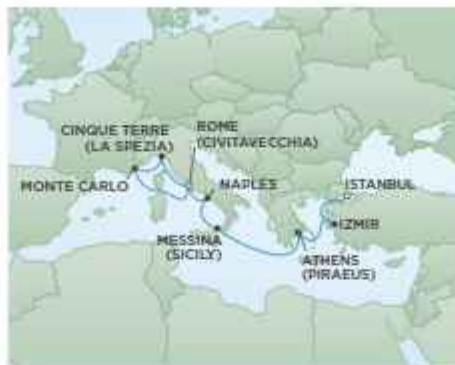 ROME
(CIVITAVECCHIA)
CINQUE TERRE
(LA SPEZIA)
MONTE CARLO
NAPLES
ISTANBUL
IZMIR
MESSINA
(SICILY)
ATHENS
(PIRAEUS)